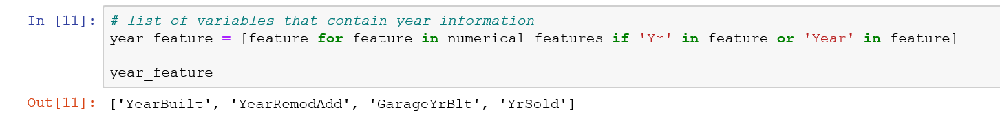 In [11]: # list of variables that contain year information
year_feature = [feature for feature in numerical_features if 'Yr' in feature or 'Year' in feature]
year_feature
Out[11]: ['YearBuilt', 'YearRemodAdd', 'GarageYrBlt', 'YrSold']